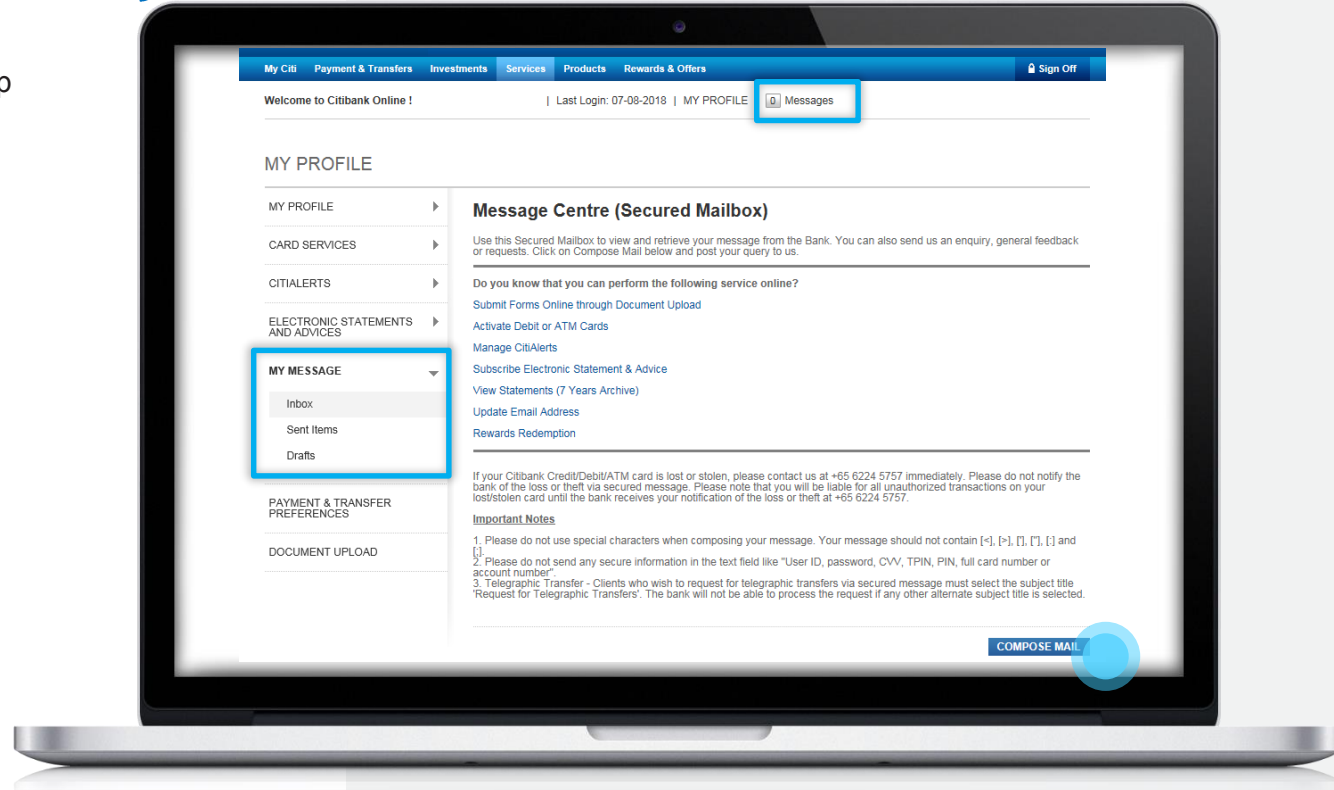 p
My Citi Payment & Transfers Investments Services Products Rewards & Offers Sign Off
Welcome to Citibank Online ! | Last Login: 07-08-2018 | MY PROFILE 0 Messages
MY PROFILE
MY PROFILE
CARD SERVICES
CITIALERTS
ELECTRONIC STATEMENTS
AND ADVICES
MY MESSAGE
Inbox
Sent Items
Drafts
PAYMENT & TRANSFER
PREFERENCES
DOCUMENT UPLOAD
Message Centre (Secured Mailbox)
Use this Secured Mailbox to view and retrieve your message from the Bank. You can also send us an enquiry, general feedback
or requests. Click on Compose Mail below and post your query to us.
Do you know that you can perform the following service online?
Submit Forms Online through Document Upload
Activate Debit or ATM Cards
Manage CitiAlerts
Subscribe Electronic Statement & Advice
View Statements (7 Years Archive)
Update Email Address
Rewards Redemption
If your Citibank Credit/Debit/ATM card is lost or stolen, please contact us at +65 6224 5757 immediately. Please do not notify the
bank of the loss or theft via secured message. Please note that you will be liable for all unauthorized transactions on your
lost/stolen card until the bank receives your notification of the loss or theft at +65 6224 5757.
Important Notes
1. Please do not use special characters when composing your message. Your message should not contain [<], [>], ['], ["], [:] and
[;].
2. Please do not send any secure information in the text field like "User ID, password, CVV, TPIN, PIN, full card number or
account number".
3. Telegraphic Transfer - Clients who wish to request for telegraphic transfers via secured message must select the subject title
'Request for Telegraphic Transfers'. The bank will not be able to process the request if any other alternate subject title is selected.
COMPOSE MAIL